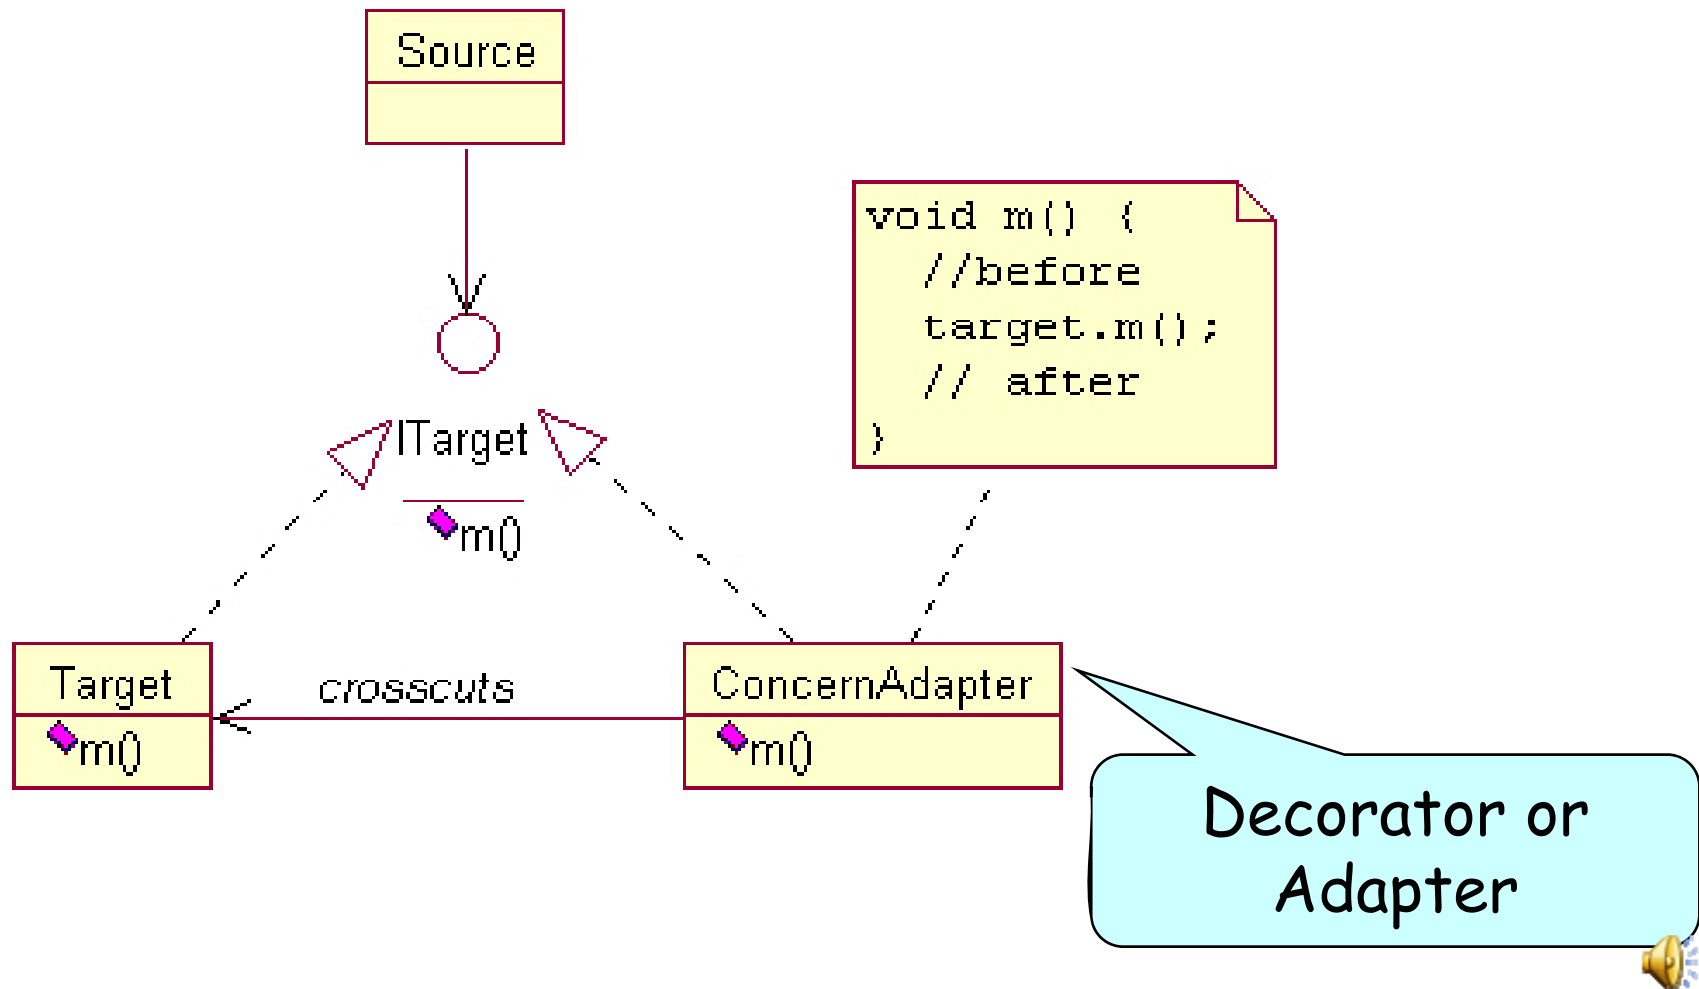 Source
void m() {
//before
target.m();
// after
}
ITarget
m()
Target
m()
crosscuts
ConcernAdapter
m()
Decorator or
Adapter